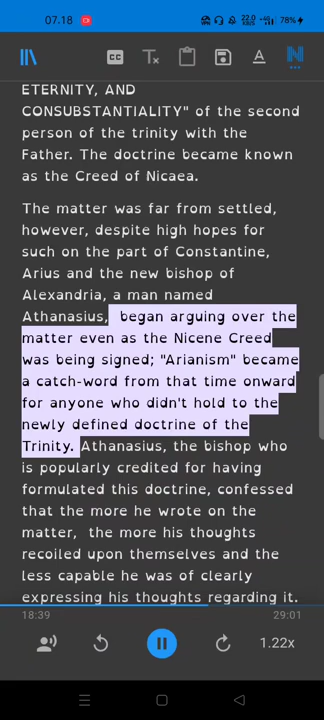 07.18
22.0
KB/S
4G
78%
CC
ETERNITY, AND
CONSUBSTANTIALITY" of the second
person of the trinity with the
Father. The doctrine became known
as the Creed of Nicaea.
The matter was far from settled,
however, despite high hopes for
such on the part of Constantine,
Arius and the new bishop of
Alexandria, a man named
Athanasius, began arguing over the
matter even as the Nicene Creed
was being signed; "Arianism" became
a catch-word from that time onward
for anyone who didn't hold to the
newly defined doctrine of the
Trinity. Athanasius, the bishop who
is popularly credited for having
formulated this doctrine, confessed
that the more he wrote on the
matter, the more his thoughts
recoiled upon themselves and the
less capable he was of clearly
expressing his thoughts regarding it.
18:39
29:01
1.22x